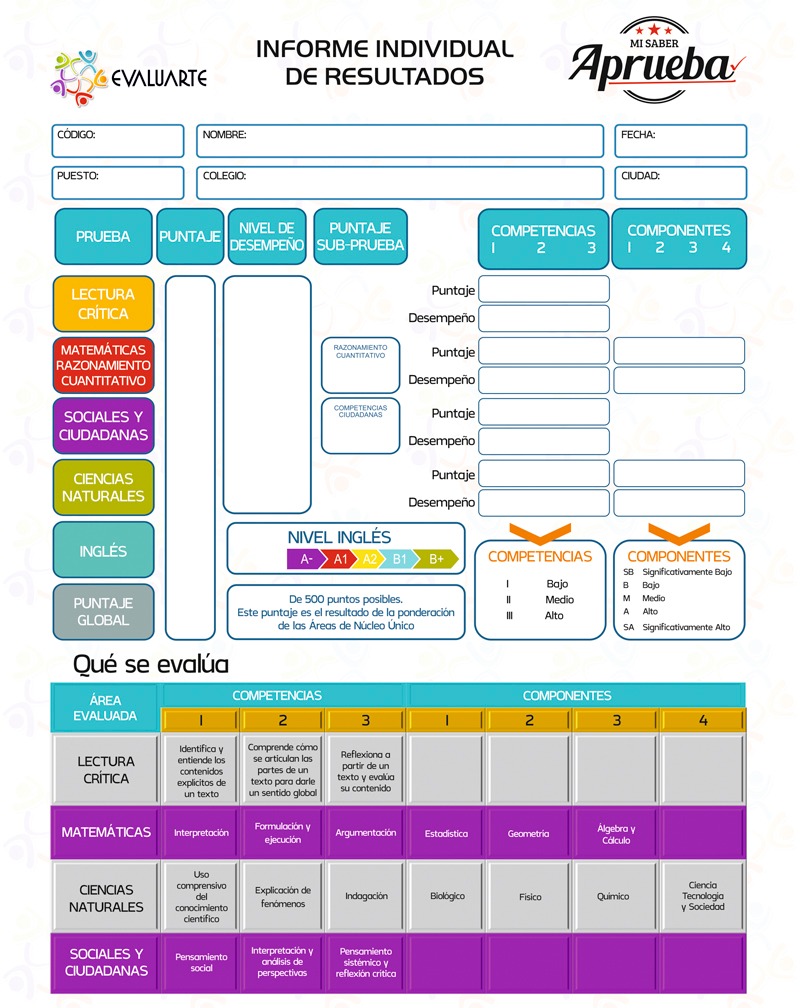 EVALUARTE
INFORME INDIVIDUAL
DE RESULTADOS
MI SABER
Aprueba
CÓDIGO:
NOMBRE:
FECHA:
PUESTO:
COLEGIO:
CIUDAD:
PRUEBA
PUNTAJE
NIVEL DE
DESEMPEÑO
PUNTAJE
SUB-PRUEBA
COMPETENCIAS
1 2 3
COMPONENTES
1 2 3 4
LECTURA
CRÍTICA
Puntaje
Desempeño
MATEMÁTICAS
RAZONAMIENTO
CUANTITATIVO
RAZONAMIENTO
CUANTITATIVO
Puntaje
Desempeño
SOCIALES Y
CIUDADANAS
COMPETENCIAS
CIUDADANAS
Puntaje
Desempeño
CIENCIAS
NATURALES
Puntaje
Desempeño
INGLÉS
NIVEL INGLÉS
A- A1 A2 B1 B+
PUNTAJE
GLOBAL
De 500 puntos posibles.
Este puntaje es el resultado de la ponderación
de las Áreas de Núcleo Único
COMPETENCIAS
I Bajo
II Medio
III Alto
COMPONENTES
SB Significativamente Bajo
B Bajo
M Medio
A Alto
SA Significativamente Alto
Qué se evalúa
ÁREA
EVALUADA
COMPETENCIAS
COMPONENTES
1 2 3 1 2 3 4
LECTURA
CRÍTICA
Identifica y
entiende los
contenidos
explicitos de
un texto
Comprende cómo
se articulan las
partes de un
texto para darle
un sentido global
Reflexiona a
partir de un
texto y evalúa
su contenido
MATEMÁTICAS
Interpretación
Formulación y
ejecución
Argumentación
Estadística
Geometría
Álgebra y
Cálculo
CIENCIAS
NATURALES
Uso
comprensivo
del
conocimiento
científico
Explicación de
fenómenos
Indagación
Biológico
Físico
Químico
Ciencia
Tecnología
y Sociedad
SOCIALES Y
CIUDADANAS
Pensamiento
social
Interpretación y
análisis de
perspectivas
Pensamiento
sistémico y
reflexión critica